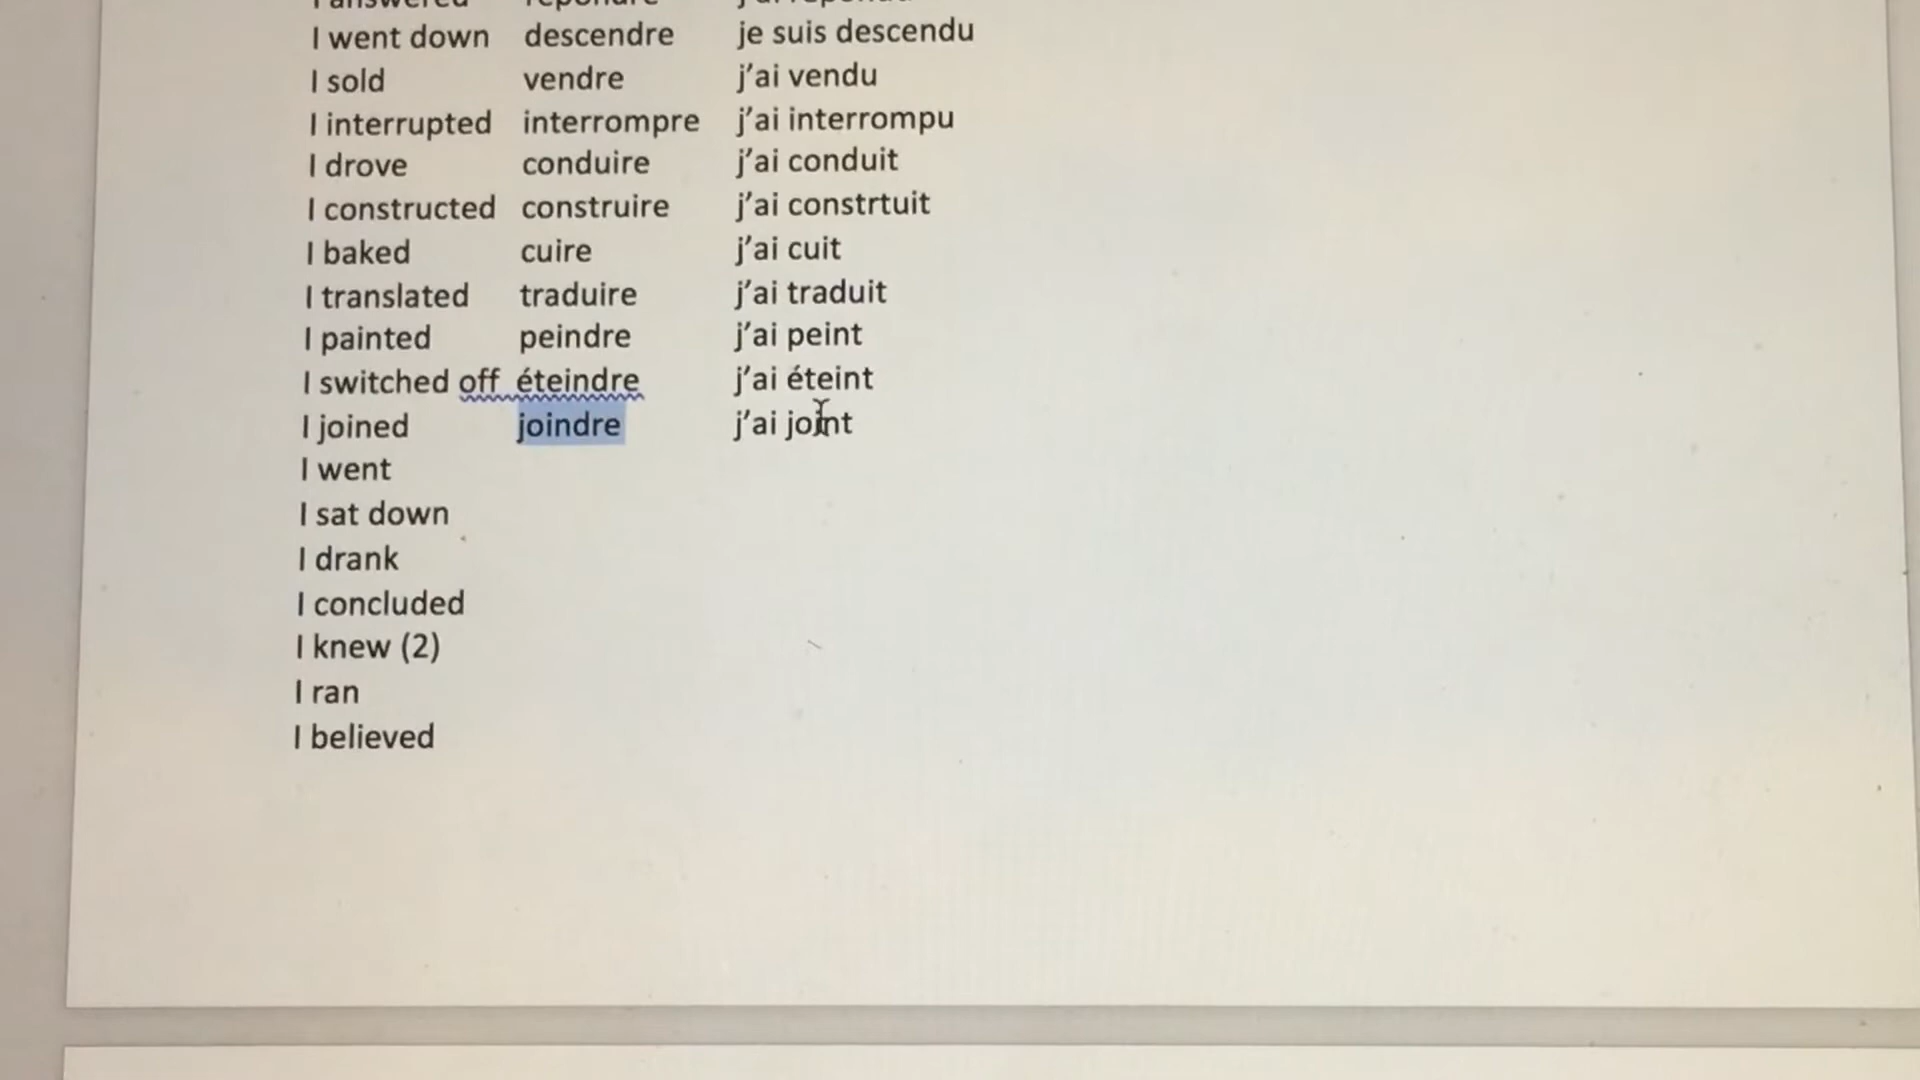 I answered répondre
I went down descendre je suis descendu
I sold vendre j'ai vendu
I interrupted interrompre j'ai interrompu
I drove conduire j'ai conduit
I constructed construire j'ai constrtuit
I baked cuire j'ai cuit
I translated traduire j'ai traduit
I painted peindre j'ai peint
I switched off éteindre j'ai éteint
I joined joindre j'ai joint
I went
I sat down
I drank
I concluded
I knew (2)
I ran
I believed